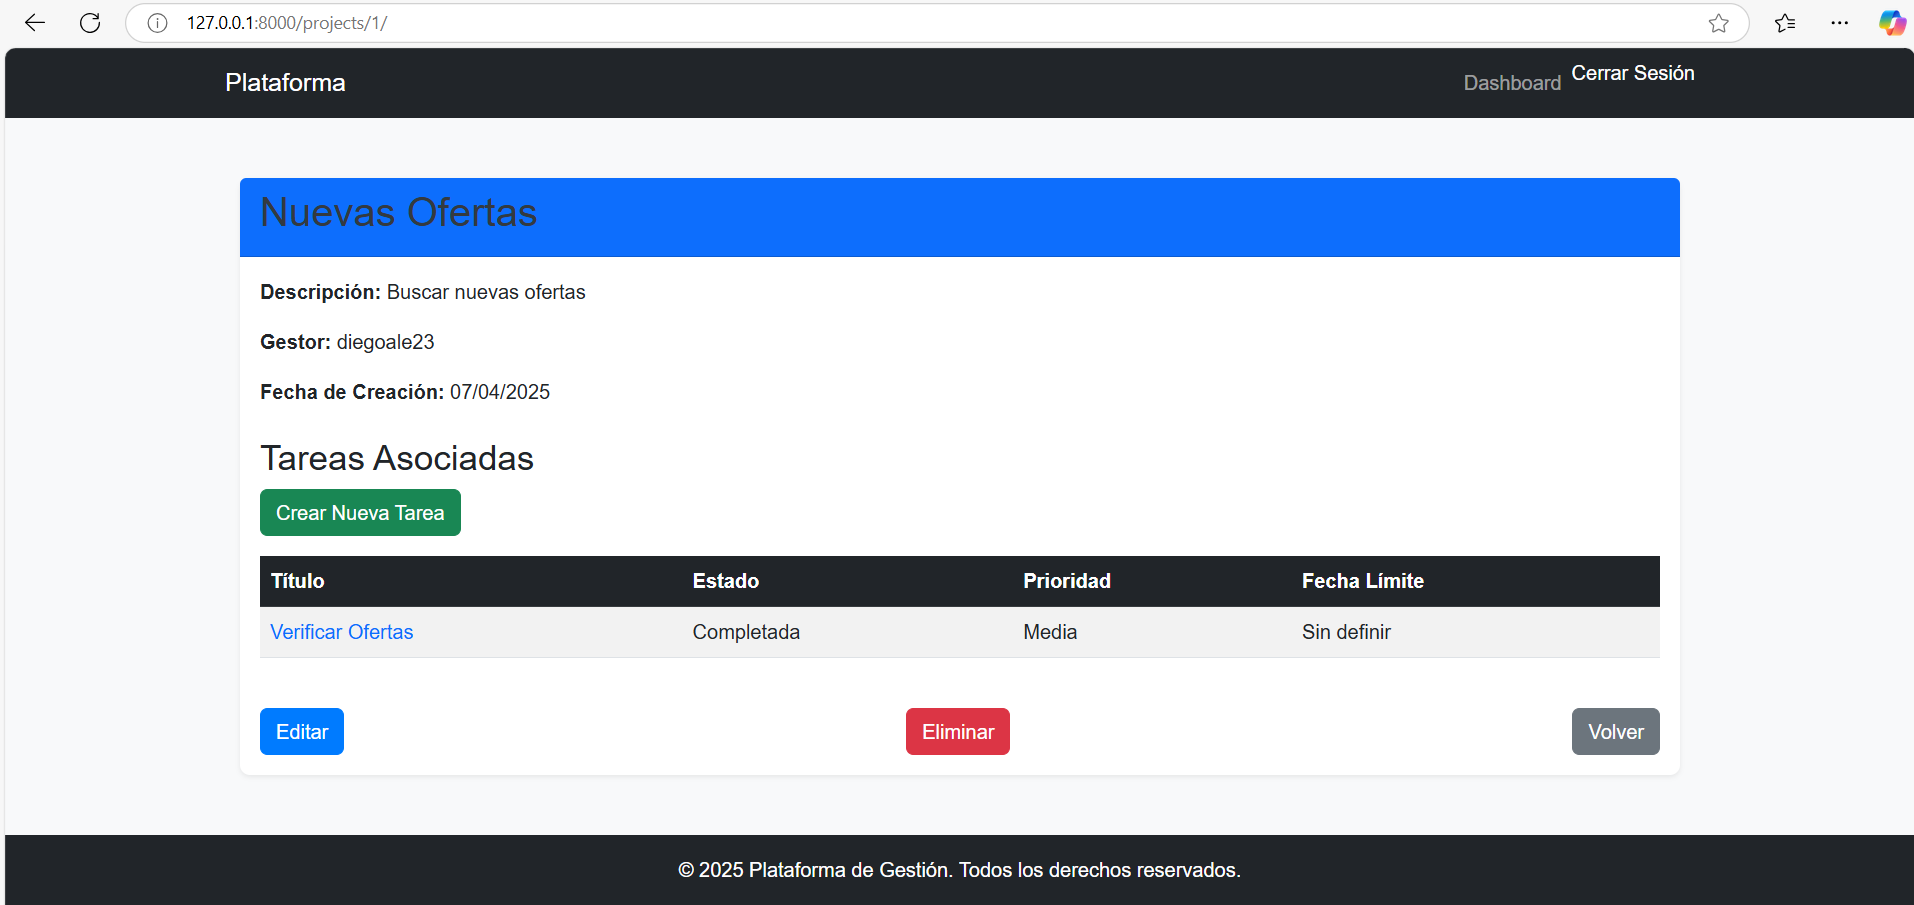 127.0.0.1:8000/projects/1/
Plataforma
Dashboard
Cerrar Sesión
Nuevas Ofertas
Descripción: Buscar nuevas ofertas
Gestor: diegoale23
Fecha de Creación: 07/04/2025
Tareas Asociadas
Crear Nueva Tarea
Título Estado Prioridad Fecha Límite
Verificar Ofertas Completada Media Sin definir
Editar Eliminar Volver
© 2025 Plataforma de Gestión. Todos los derechos reservados.